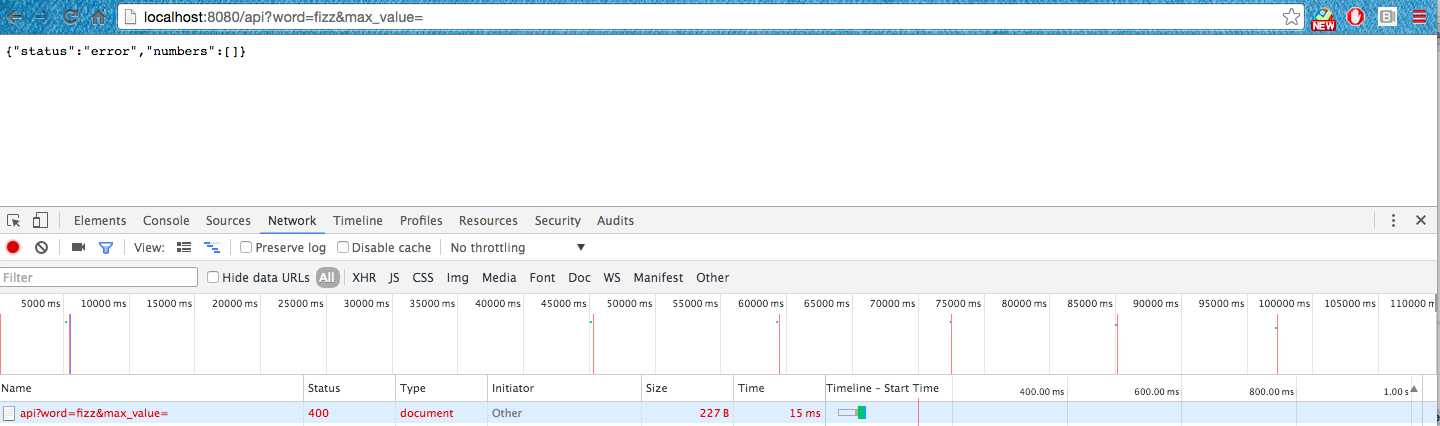 localhost:8080/api?word=fizz&max_value=
NEW
B
{"status":"error","numbers":[]}
Elements Console Sources Network Timeline Profiles Resources Security Audits
View: Preserve log Disable cache No throttling
Filter Hide data URLs All XHR JS CSS Img Media Font Doc WS Manifest Other
5000 ms 10000 ms 15000 ms 20000 ms 25000 ms 30000 ms 35000 ms 40000 ms 45000 ms 50000 ms 55000 ms 60000 ms 65000 ms 70000 ms 75000 ms 80000 ms 85000 ms 90000 ms 95000 ms 100000 ms 105000 ms 110000 m
Name Status Type Initiator Size Time Timeline – Start Time 400.00 ms 600.00 ms 800.00 ms 1.00 s
api?word=fizz&max_value= 400 document Other 227 B 15 ms